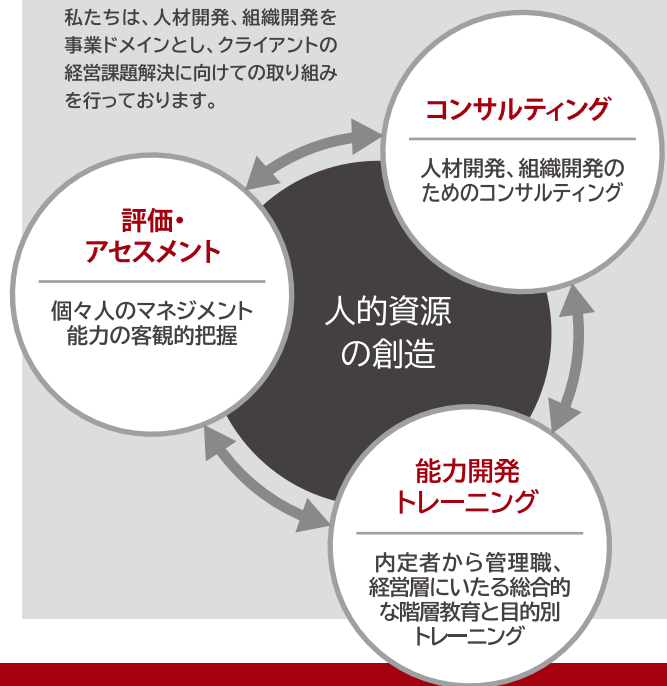 私たちは、人材開発、組織開発を
事業ドメインとし、クライアントの
経営課題解決に向けての取り組み
を行っております。
コンサルティング
人材開発、組織開発の
ためのコンサルティング
評価・
アセスメント
個々人のマネジメント
能力の客観的把握
人的資源
の創造
能力開発
トレーニング
内定者から管理職、
経営層にいたる総合的
な階層教育と目的別
トレーニング